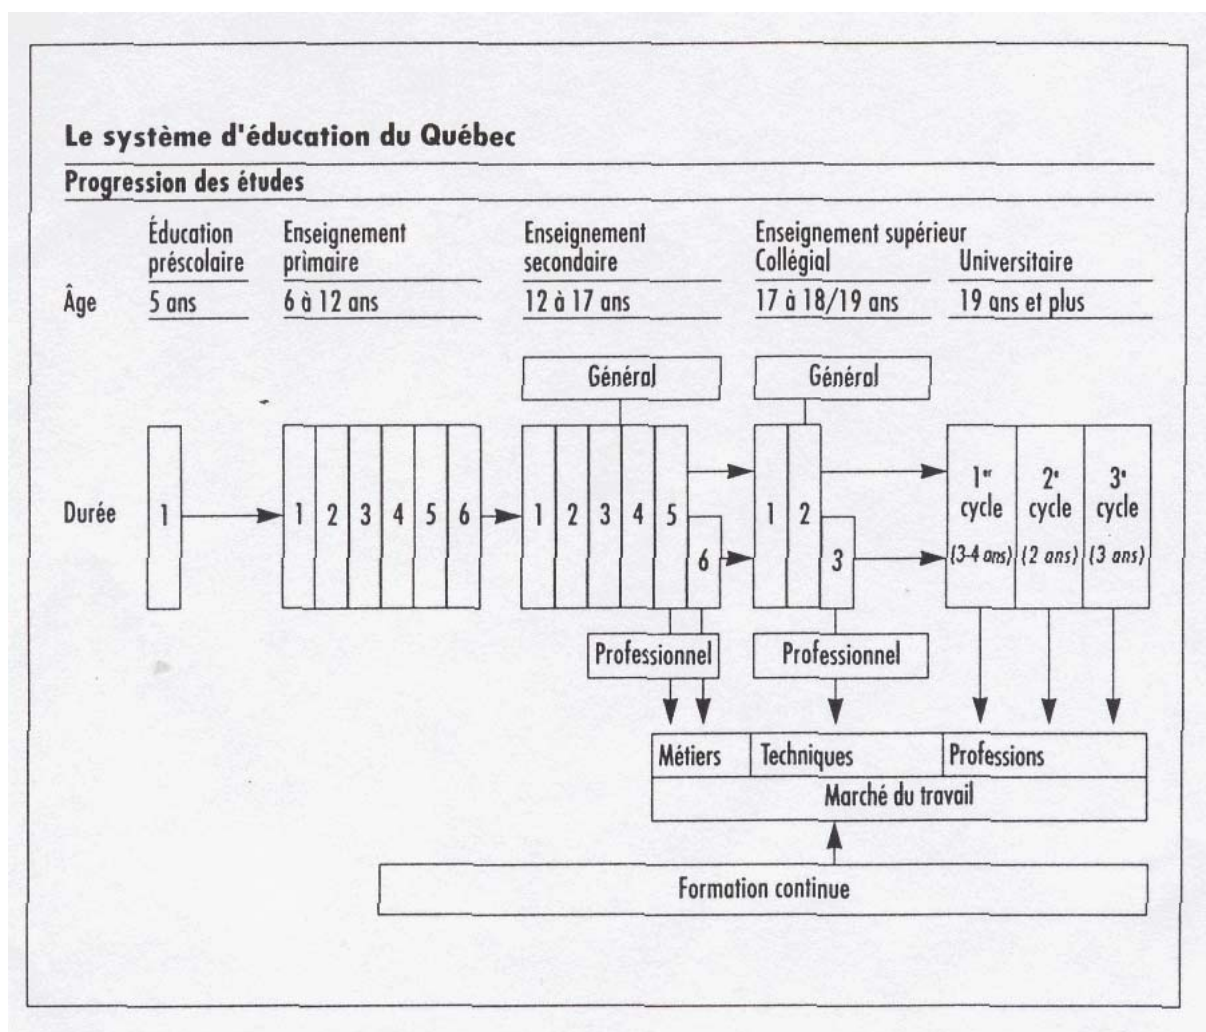 Le système d'éducation du Québec
Progression des études
Éducation préscolaire
Enseignement primaire
Enseignement secondaire
Enseignement supérieur
Collégial
Universitaire
Âge
5 ans
6 à 12 ans
12 à 17 ans
17 à 18/19 ans
19 ans et plus
Général
Général
Durée
1
1 2 3 4 5 6
1 2 3 4 5
6
1 2
3
1er cycle (3-4 ans)
2e cycle (2 ans)
3e cycle (3 ans)
Professionnel
Professionnel
Métiers
Techniques
Professions
Marché du travail
Formation continue